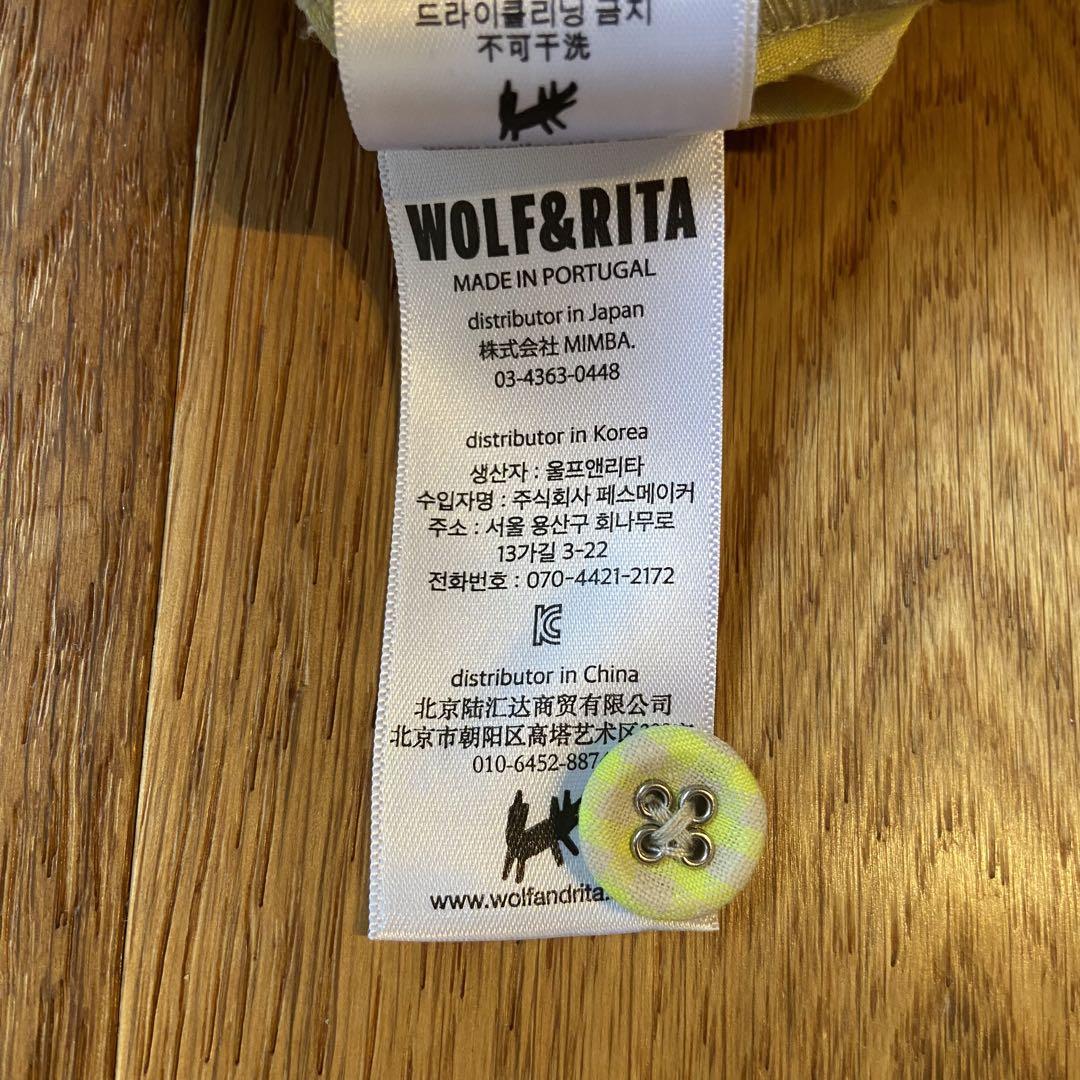 드라이클리닝 금지
不可干洗
WOLF&RITA
MADE IN PORTUGAL
distributor in Japan
株式会社 MIMBA.
03-4363-0448
distributor in Korea
생산자 : 울프앤리타
수입자명 : 주식회사 페스메이커
주소 : 서울 용산구 회나무로
13가길 3-22
전화번호 : 070-4421-2172
distributor in China
北京陆汇达商贸有限公司
北京市朝阳区高塔艺术区
010-6452-887
www.wolfandrita.